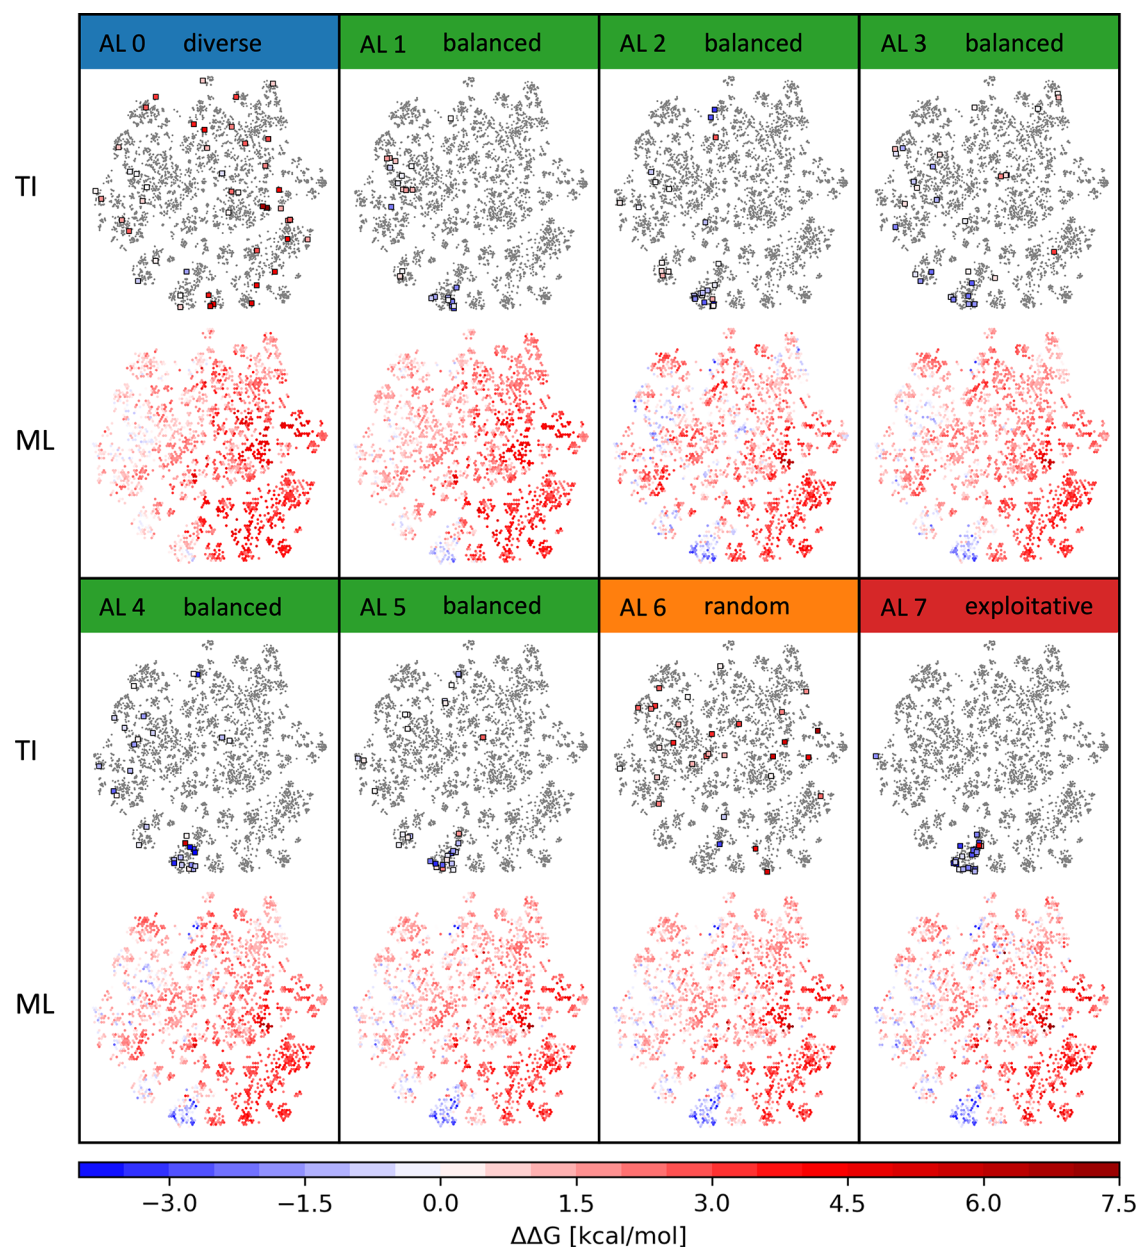 AL 0 diverse
AL 1 balanced
AL 2 balanced
AL 3 balanced
TI
ML
AL 4 balanced
AL 5 balanced
AL 6 random
AL 7 exploitative
TI
ML
−3.0 −1.5 0.0 1.5 3.0 4.5 6.0 7.5
ΔΔG [kcal/mol]